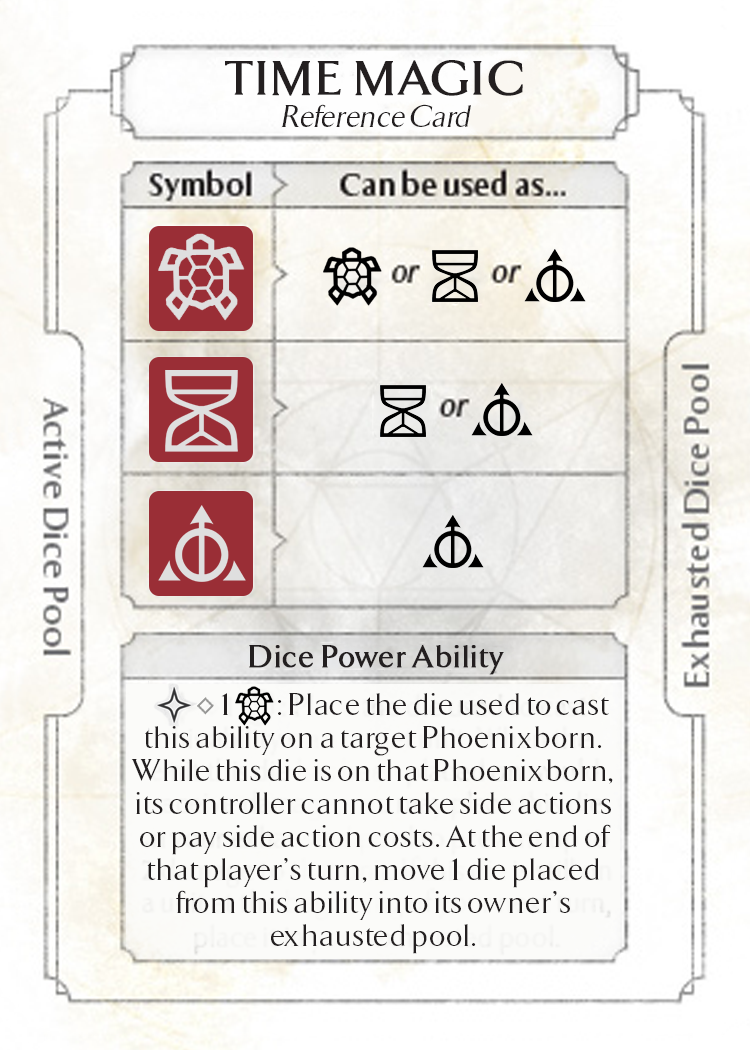 TIME MAGIC
Reference Card
Symbol
Can be used as...
or or
or
Active Dice Pool
Exhausted Dice Pool
Dice Power Ability
1 : Place the die used to cast
this ability on a target Phoenixborn.
While this die is on that Phoenixborn,
its controller cannot take side actions
or pay side action costs. At the end of
that player's turn, move 1 die placed
from this ability into its owner's
exhausted pool.